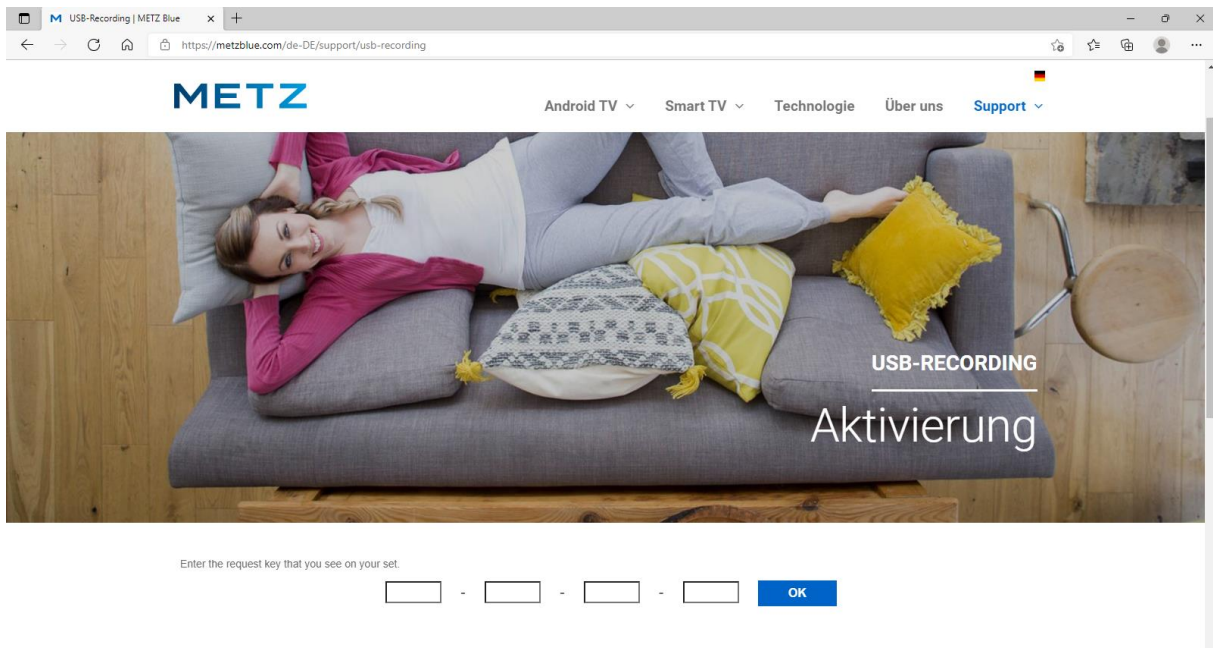 USB-Recording | METZ Blue
https://metzblue.com/de-DE/support/usb-recording
METZ
Android TV Smart TV Technologie Über uns Support
USB-RECORDING
Aktivierung
Enter the request key that you see on your set.
- - - OK